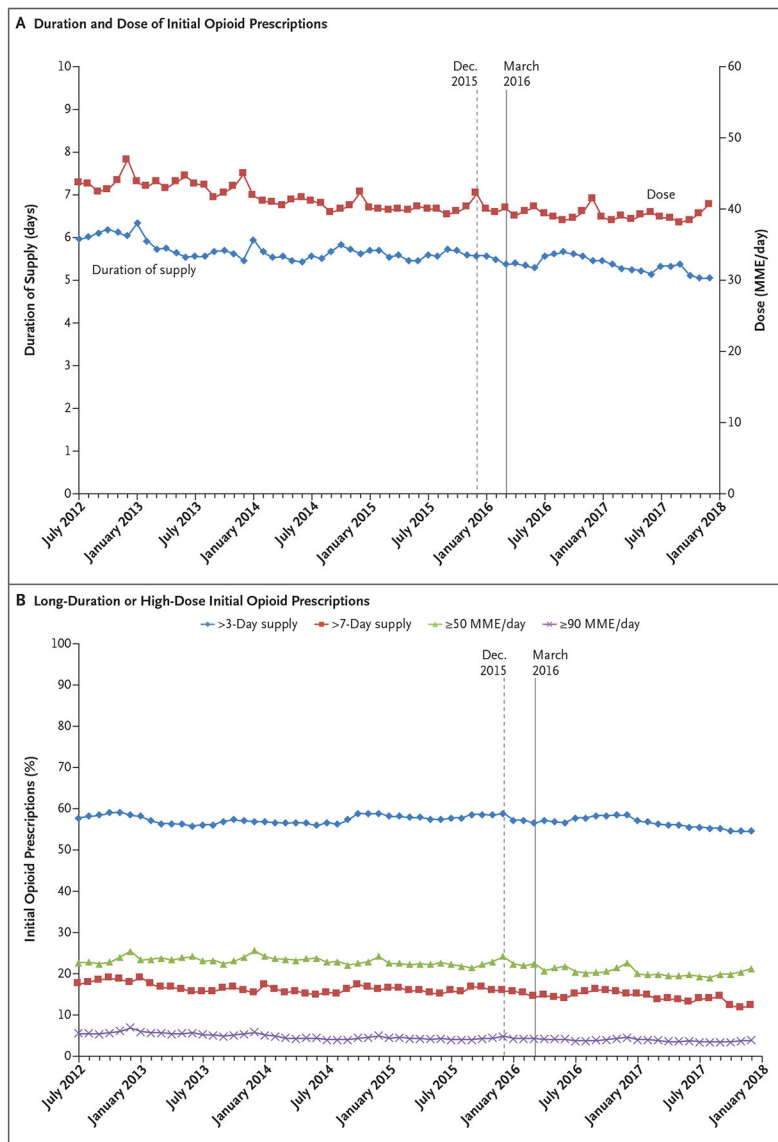 A Duration and Dose of Initial Opioid Prescriptions
Dec.
2015
March
2016
10
9
8
7
6
5
4
3
2
1
0
Duration of Supply (days)
60
50
40
30
20
10
0
Dose (MME/day)
Dose
Duration of supply
July 2012
January 2013
July 2013
January 2014
July 2014
January 2015
July 2015
January 2016
July 2016
January 2017
July 2017
January 2018
B Long-Duration or High-Dose Initial Opioid Prescriptions
>3-Day supply
>7-Day supply
≥50 MME/day
≥90 MME/day
Dec.
2015
March
2016
100
90
80
70
60
50
40
30
20
10
0
Initial Opioid Prescriptions (%)
July 2012
January 2013
July 2013
January 2014
July 2014
January 2015
July 2015
January 2016
July 2016
January 2017
July 2017
January 2018